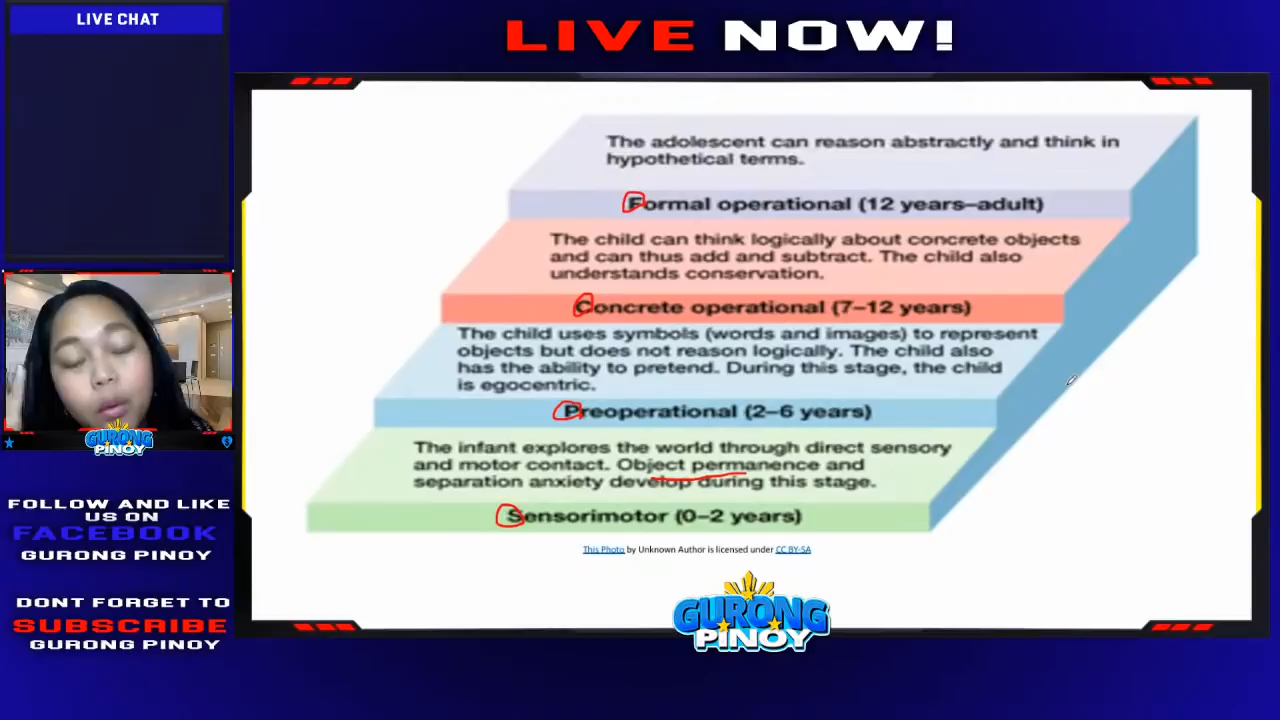 LIVE CHAT
LIVE NOW!
The adolescent can reason abstractly and think in
hypothetical terms.
Formal operational (12 years–adult)
The child can think logically about concrete objects
and can thus add and subtract. The child also
understands conservation.
Concrete operational (7–12 years)
The child uses symbols (words and images) to represent
objects but does not reason logically. The child also
has the ability to pretend. During this stage, the child
is egocentric.
Preoperational (2–6 years)
The infant explores the world through direct sensory
and motor contact. Object permanence and
separation anxiety develop during this stage.
Sensorimotor (0–2 years)
This Photo by Unknown Author is licensed under CC BY-SA
GURONG
PINOY
GURONG
PINOY
FOLLOW AND LIKE
US ON
FACEBOOK
GURONG PINOY
DONT FORGET TO
SUBSCRIBE
GURONG PINOY